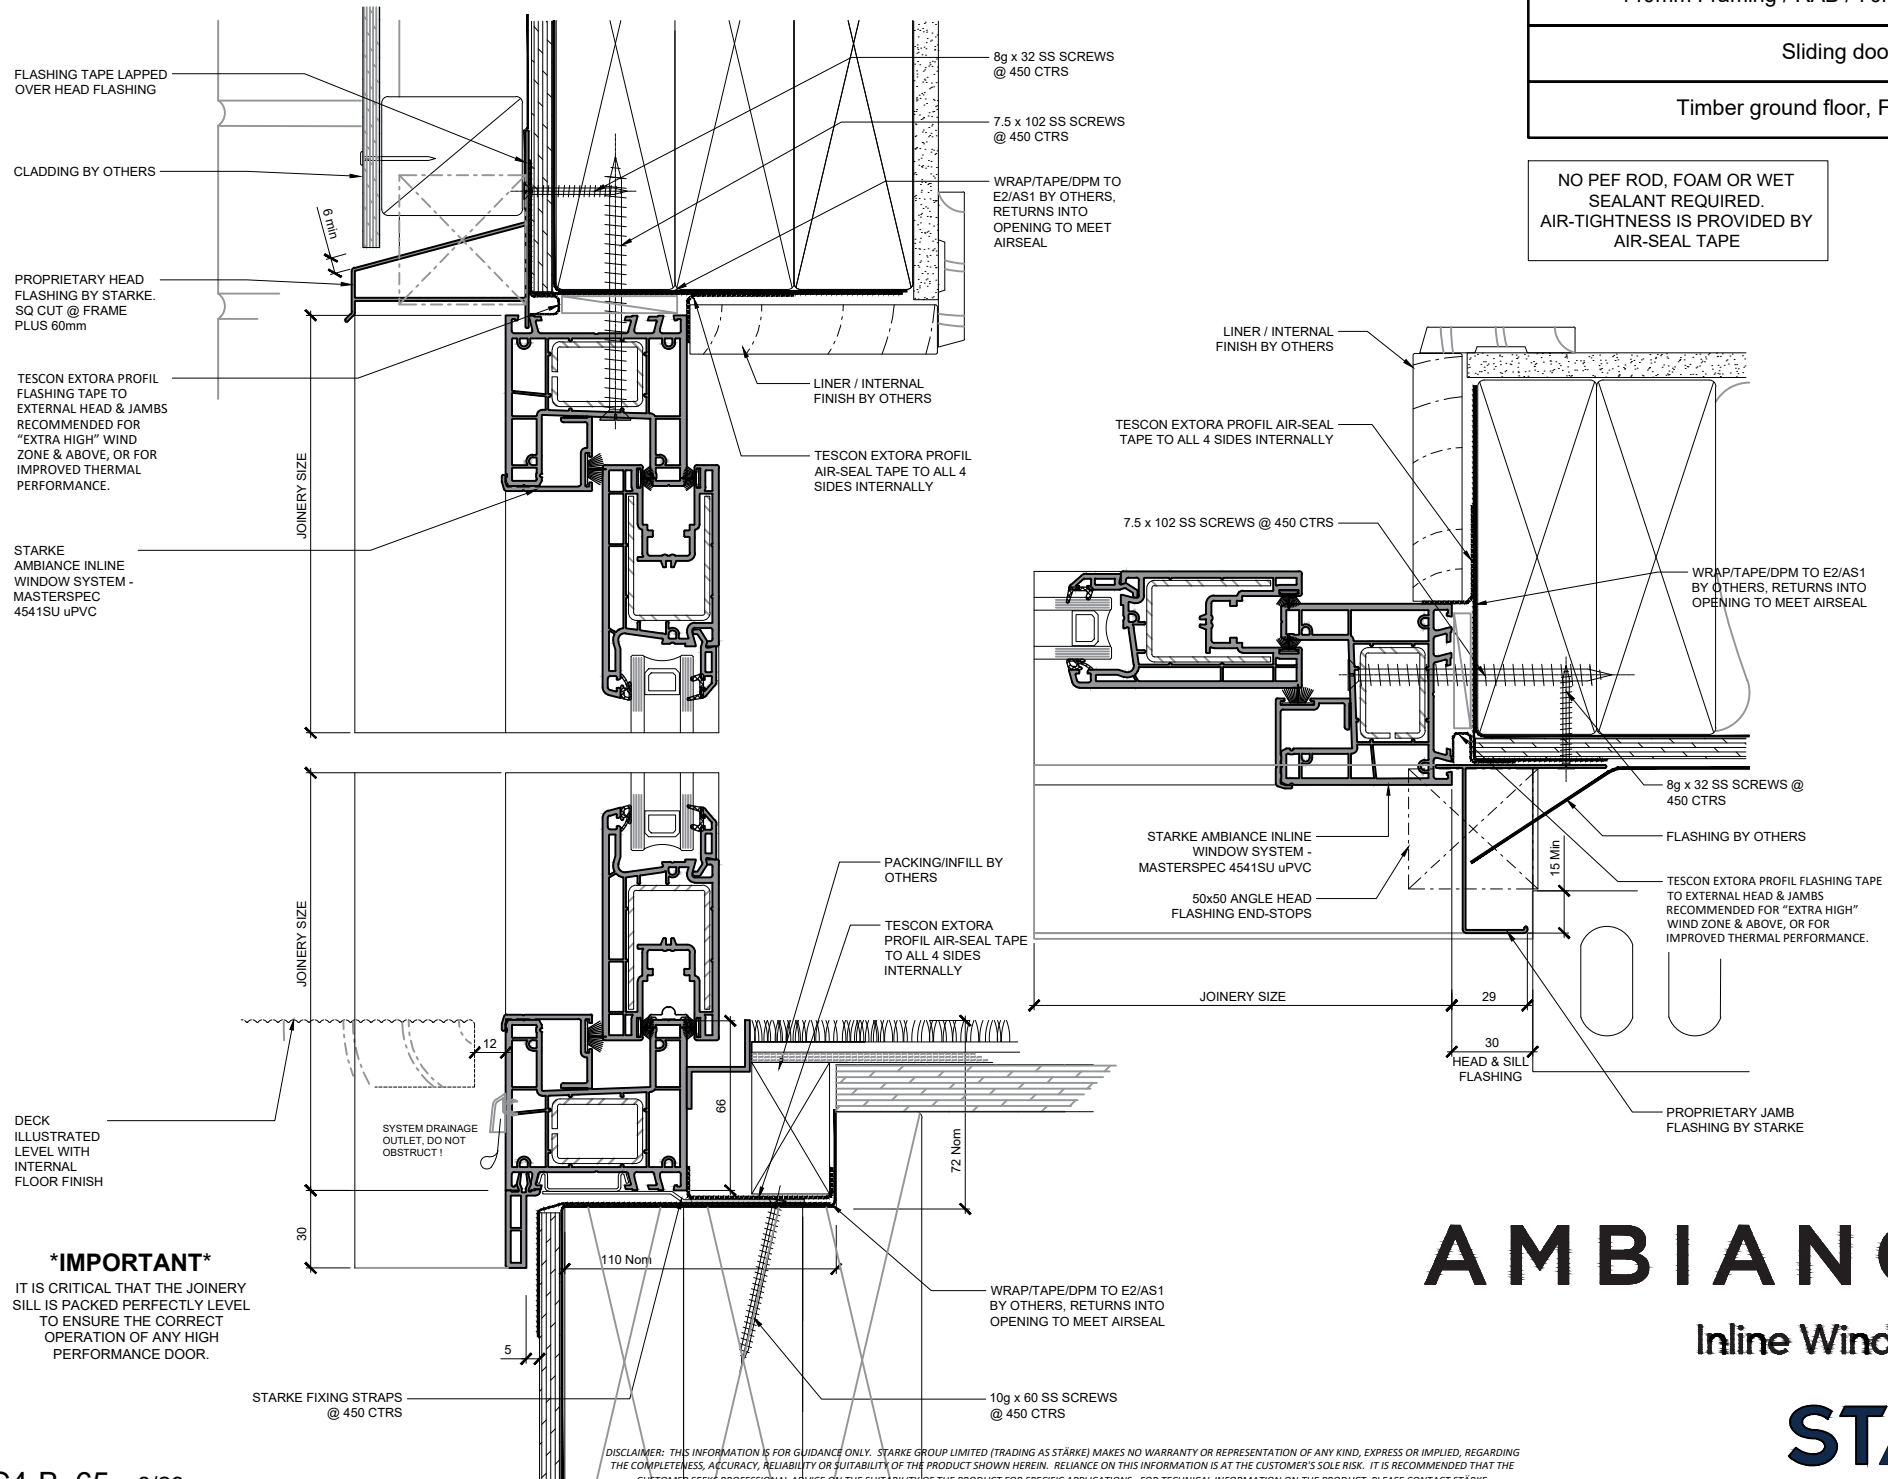 FLASHING TAPE LAPPED
OVER HEAD FLASHING
CLADDING BY OTHERS
6 min
PROPRIETARY HEAD
FLASHING BY STARKE.
SQ CUT @ FRAME
PLUS 60mm
TESCON EXTORA PROFIL
FLASHING TAPE TO
EXTERNAL HEAD & JAMBS
RECOMMENDED FOR
“EXTRA HIGH” WIND
ZONE & ABOVE, OR FOR
IMPROVED THERMAL
PERFORMANCE.
STARKE
AMBIANCE INLINE
WINDOW SYSTEM -
MASTERSPEC
4541SU uPVC
JOINERY SIZE
8g x 32 SS SCREWS
@ 450 CTRS
7.5 x 102 SS SCREWS
@ 450 CTRS
WRAP/TAPE/DPM TO
E2/AS1 BY OTHERS,
RETURNS INTO
OPENING TO MEET
AIRSEAL
LINER / INTERNAL
FINISH BY OTHERS
TESCON EXTORA PROFIL
AIR-SEAL TAPE TO ALL 4
SIDES INTERNALLY
Sliding doo
Timber ground floor, F
NO PEF ROD, FOAM OR WET
SEALANT REQUIRED.
AIR-TIGHTNESS IS PROVIDED BY
AIR-SEAL TAPE
LINER / INTERNAL
FINISH BY OTHERS
TESCON EXTORA PROFIL AIR-SEAL
TAPE TO ALL 4 SIDES INTERNALLY
7.5 x 102 SS SCREWS @ 450 CTRS
WRAP/TAPE/DPM TO E2/AS1
BY OTHERS, RETURNS INTO
OPENING TO MEET AIRSEAL
8g x 32 SS SCREWS @
450 CTRS
FLASHING BY OTHERS
STARKE AMBIANCE INLINE
WINDOW SYSTEM -
MASTERSPEC 4541SU uPVC
50x50 ANGLE HEAD
FLASHING END-STOPS
15 Min
TESCON EXTORA PROFIL FLASHING TAPE
TO EXTERNAL HEAD & JAMBS
RECOMMENDED FOR “EXTRA HIGH”
WIND ZONE & ABOVE, OR FOR
IMPROVED THERMAL PERFORMANCE.
JOINERY SIZE
29
30
HEAD & SILL
FLASHING
PROPRIETARY JAMB
FLASHING BY STARKE
JOINERY SIZE
PACKING/INFILL BY
OTHERS
TESCON EXTORA
PROFIL AIR-SEAL TAPE
TO ALL 4 SIDES
INTERNALLY
12
66
72 Nom
DECK
ILLUSTRATED
LEVEL WITH
INTERNAL
FLOOR FINISH
SYSTEM DRAINAGE
OUTLET, DO NOT
OBSTRUCT !
30
110 Nom
5
*IMPORTANT*
IT IS CRITICAL THAT THE JOINERY
SILL IS PACKED PERFECTLY LEVEL
TO ENSURE THE CORRECT
OPERATION OF ANY HIGH
PERFORMANCE DOOR.
WRAP/TAPE/DPM TO E2/AS1
BY OTHERS, RETURNS INTO
OPENING TO MEET AIRSEAL
STARKE FIXING STRAPS
@ 450 CTRS
10g x 60 SS SCREWS
@ 450 CTRS
AMBIAN
Inline Wind
STÄ
DISCLAIMER: THIS INFORMATION IS FOR GUIDANCE ONLY. STARKE GROUP LIMITED (TRADING AS STÄRKE) MAKES NO WARRANTY OR REPRESENTATION OF ANY KIND, EXPRESS OR IMPLIED, REGARDING
THE COMPLETENESS, ACCURACY, RELIABILITY OR SUITABILITY OF THE PRODUCT SHOWN HEREIN. RELIANCE ON THIS INFORMATION IS AT THE CUSTOMER'S SOLE RISK. IT IS RECOMMENDED THAT THE